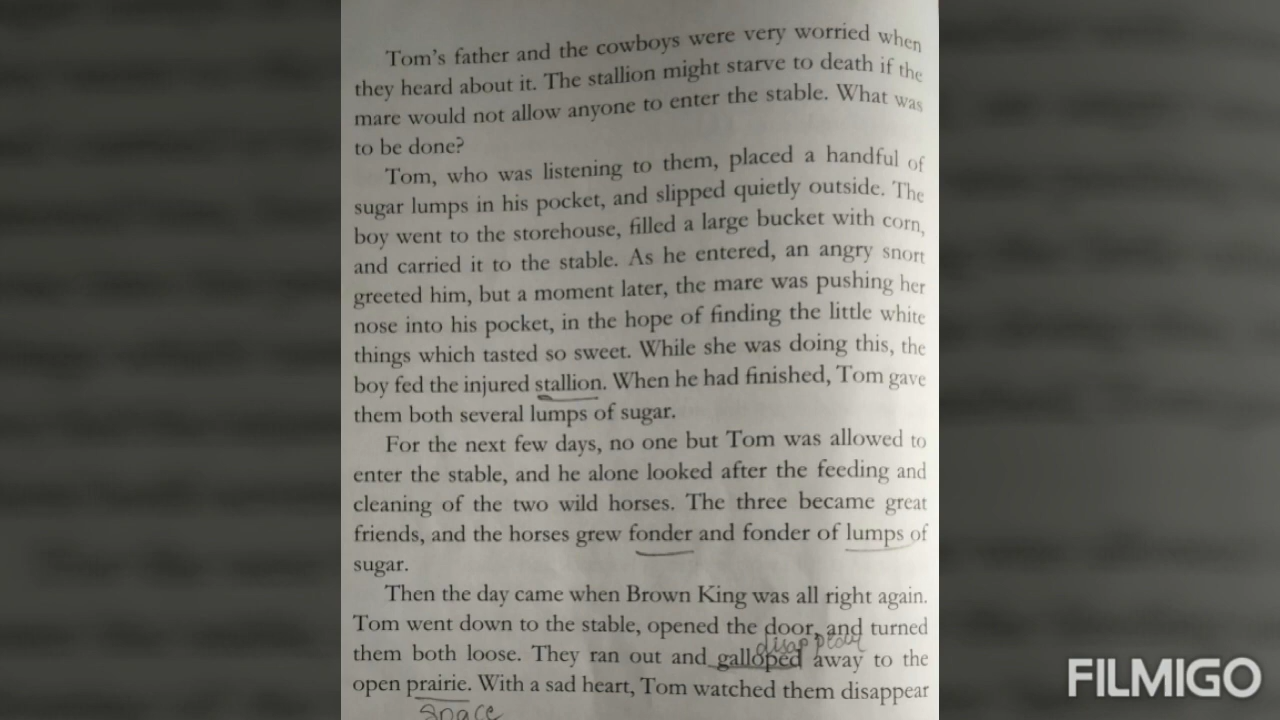 Tom's father and the cowboys were very worried when
they heard about it. The stallion might starve to death if the
mare would not allow anyone to enter the stable. What was
to be done?
Tom, who was listening to them, placed a handful of
sugar lumps in his pocket, and slipped quietly outside. The
boy went to the storehouse, filled a large bucket with corn,
and carried it to the stable. As he entered, an angry snort
greeted him, but a moment later, the mare was pushing her
nose into his pocket, in the hope of finding the little white
things which tasted so sweet. While she was doing this, the
boy fed the injured stallion. When he had finished, Tom gave
them both several lumps of sugar.
For the next few days, no one but Tom was allowed to
enter the stable, and he alone looked after the feeding and
cleaning of the two wild horses. The three became great
friends, and the horses grew fonder and fonder of lumps of
sugar.
Then the day came when Brown King was all right again.
Tom went down to the stable, opened the door, and turned
disappear
them both loose. They ran out and galloped away to the
open prairie. With a sad heart, Tom watched them disappear
Space
FILMIGO